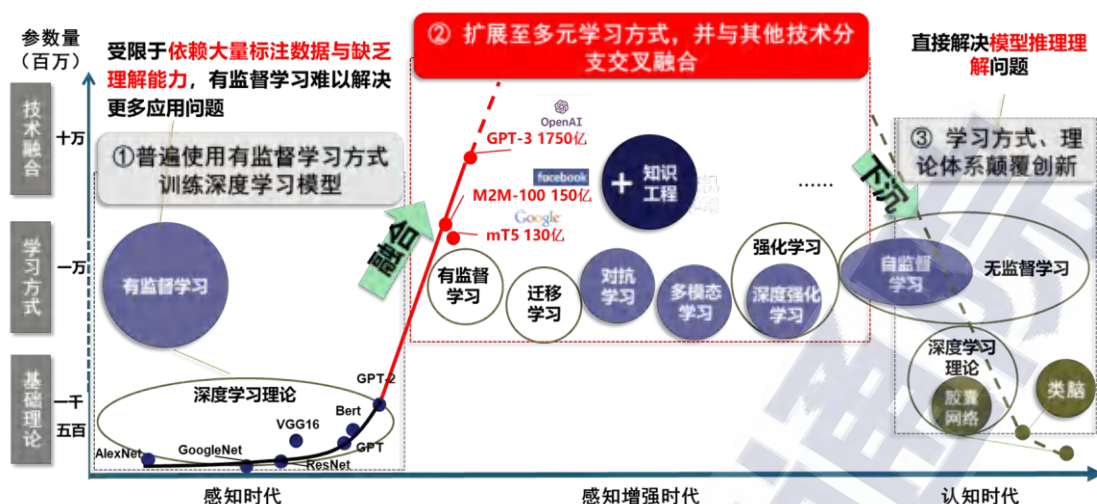 参数量
（百万）
技术融合
学习方式
基础理论
十万
一万
一千
五百
受限于依赖大量标注数据与缺乏
理解能力，有监督学习难以解决
更多应用问题
①普遍使用有监督学习方式
训练深度学习模型
有监督学习
深度学习理论
AlexNet
GoogleNet
VGG16
ResNet
Bert
GPT
GPT-2
② 扩展至多元学习方式，并与其他技术分
支交叉融合
OpenAI
GPT-3 1750亿
facebook
M2M-100 150亿
Google
mT5 130亿
+ 知识
工程
......
有监督
学习
迁移
学习
对抗
学习
多模态
学习
强化学习
深度强化
学习
直接解决模型推理理
解问题
③ 学习方式、理
论体系颠覆创新
下沉
自监督
学习
无监督学习
深度学习
理论
胶囊
网络
类脑
感知时代
感知增强时代
认知时代